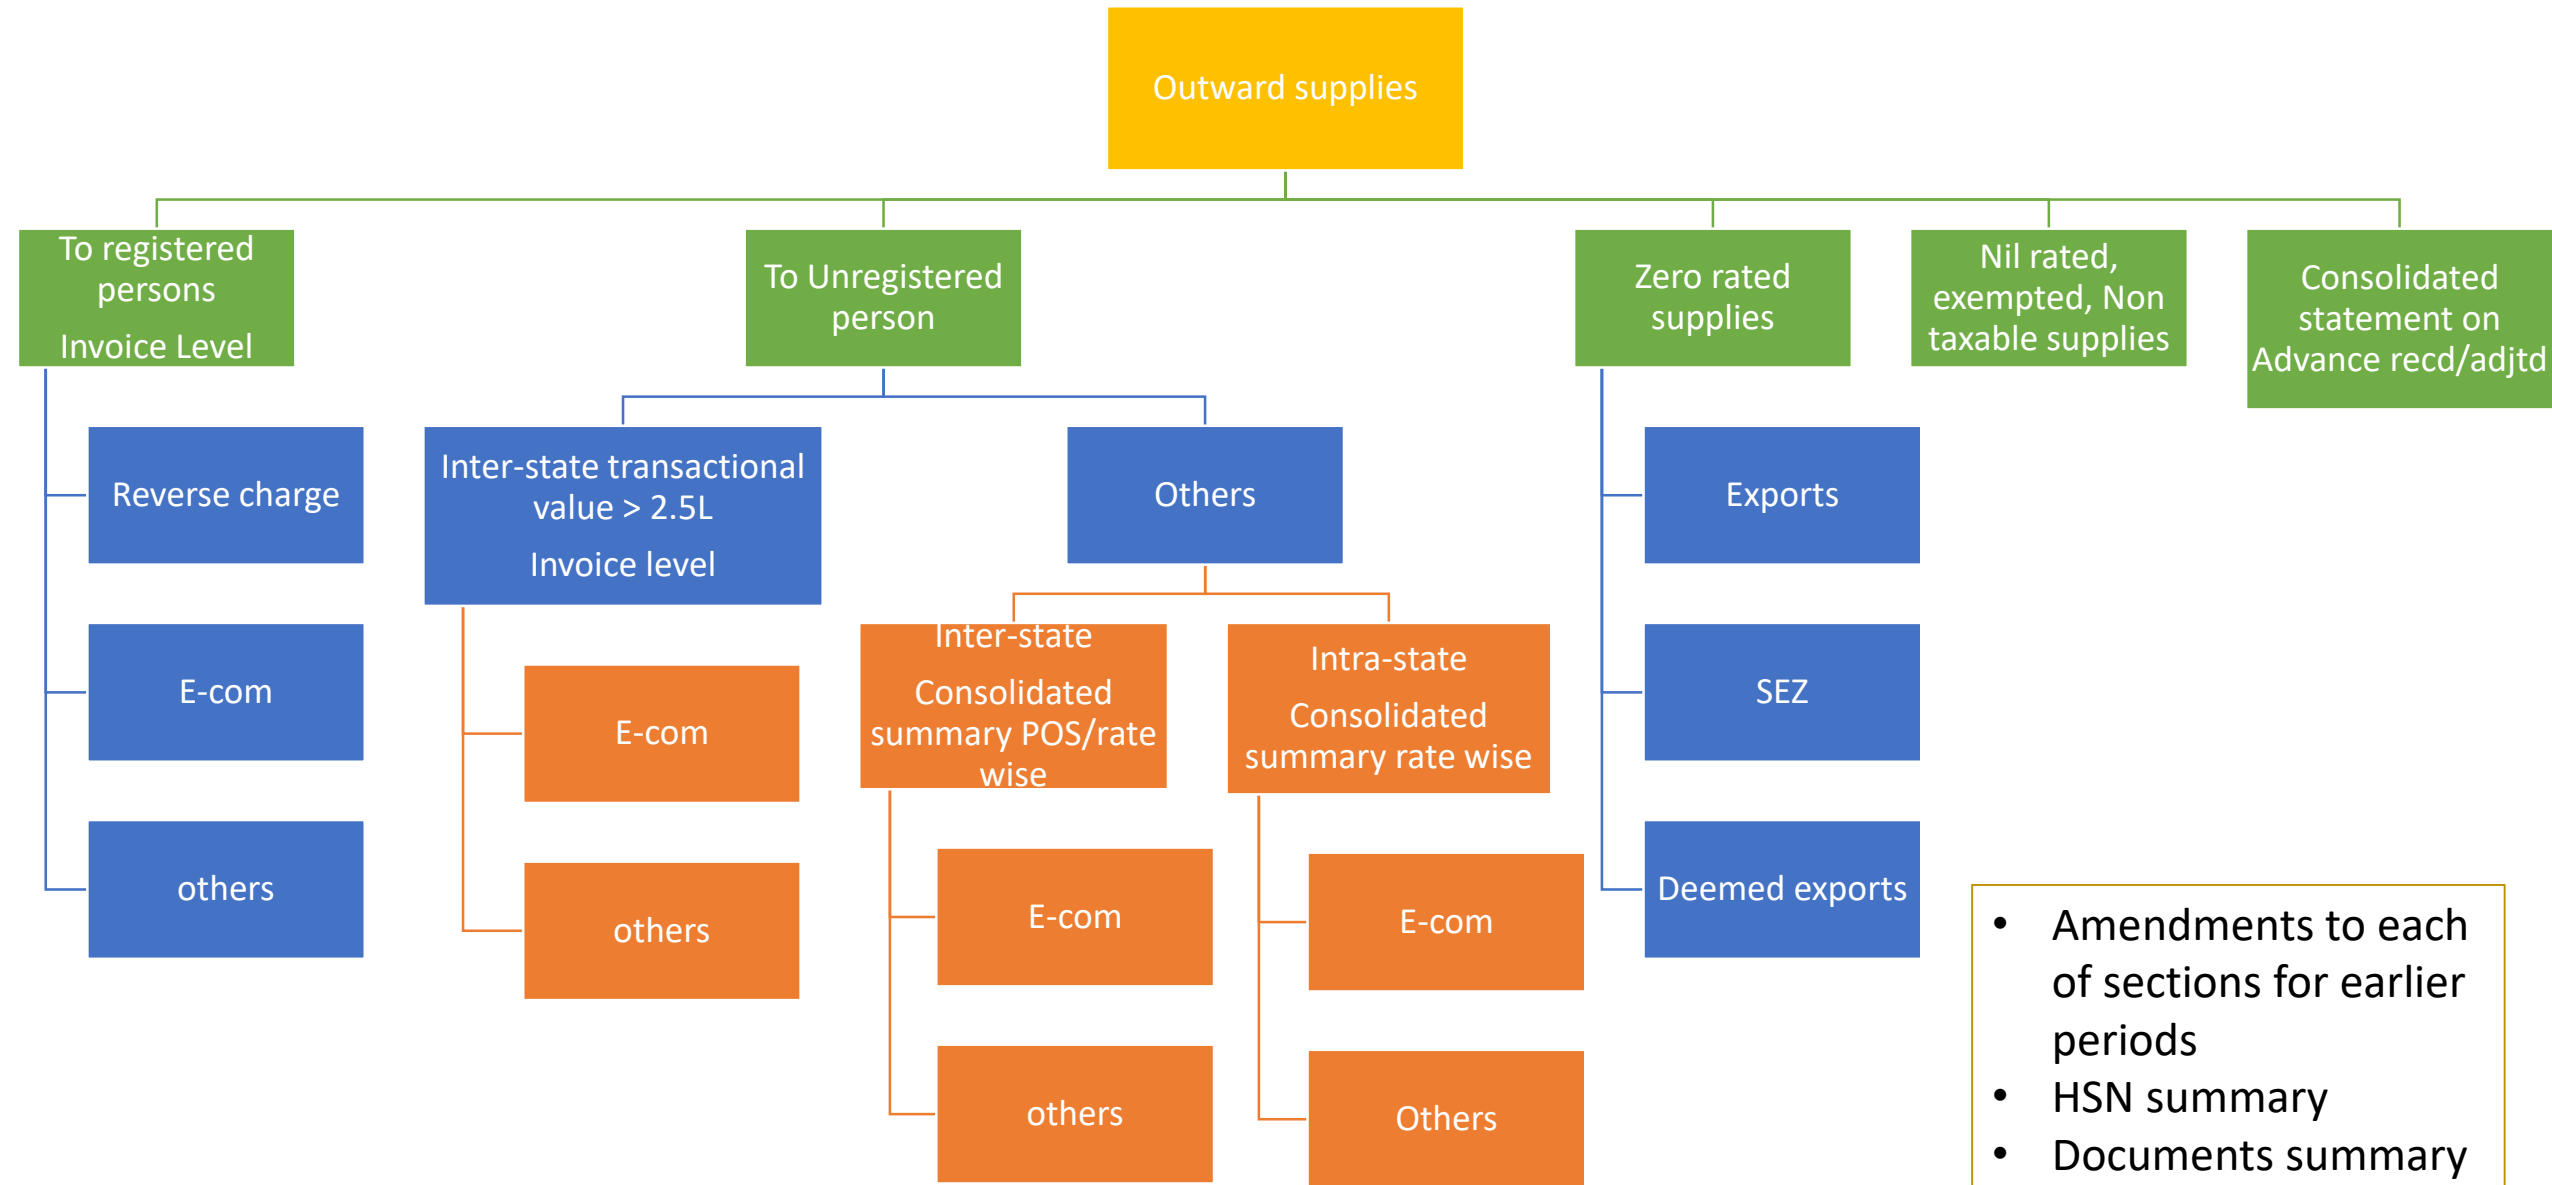 Outward supplies
To registered
persons
Invoice Level
To Unregistered
person
Zero rated
supplies
Nil rated,
exempted, Non
taxable supplies
Consolidated
statement on
Advance recd/adjtd
Reverse charge
E-com
others
Inter-state transactional
value > 2.5L
Invoice level
E-com
others
Others
Inter-state
Consolidated
summary POS/rate
wise
E-com
others
Intra-state
Consolidated
summary rate wise
E-com
Others
Exports
SEZ
Deemed exports
• Amendments to each
of sections for earlier
periods
• HSN summary
• Documents summary